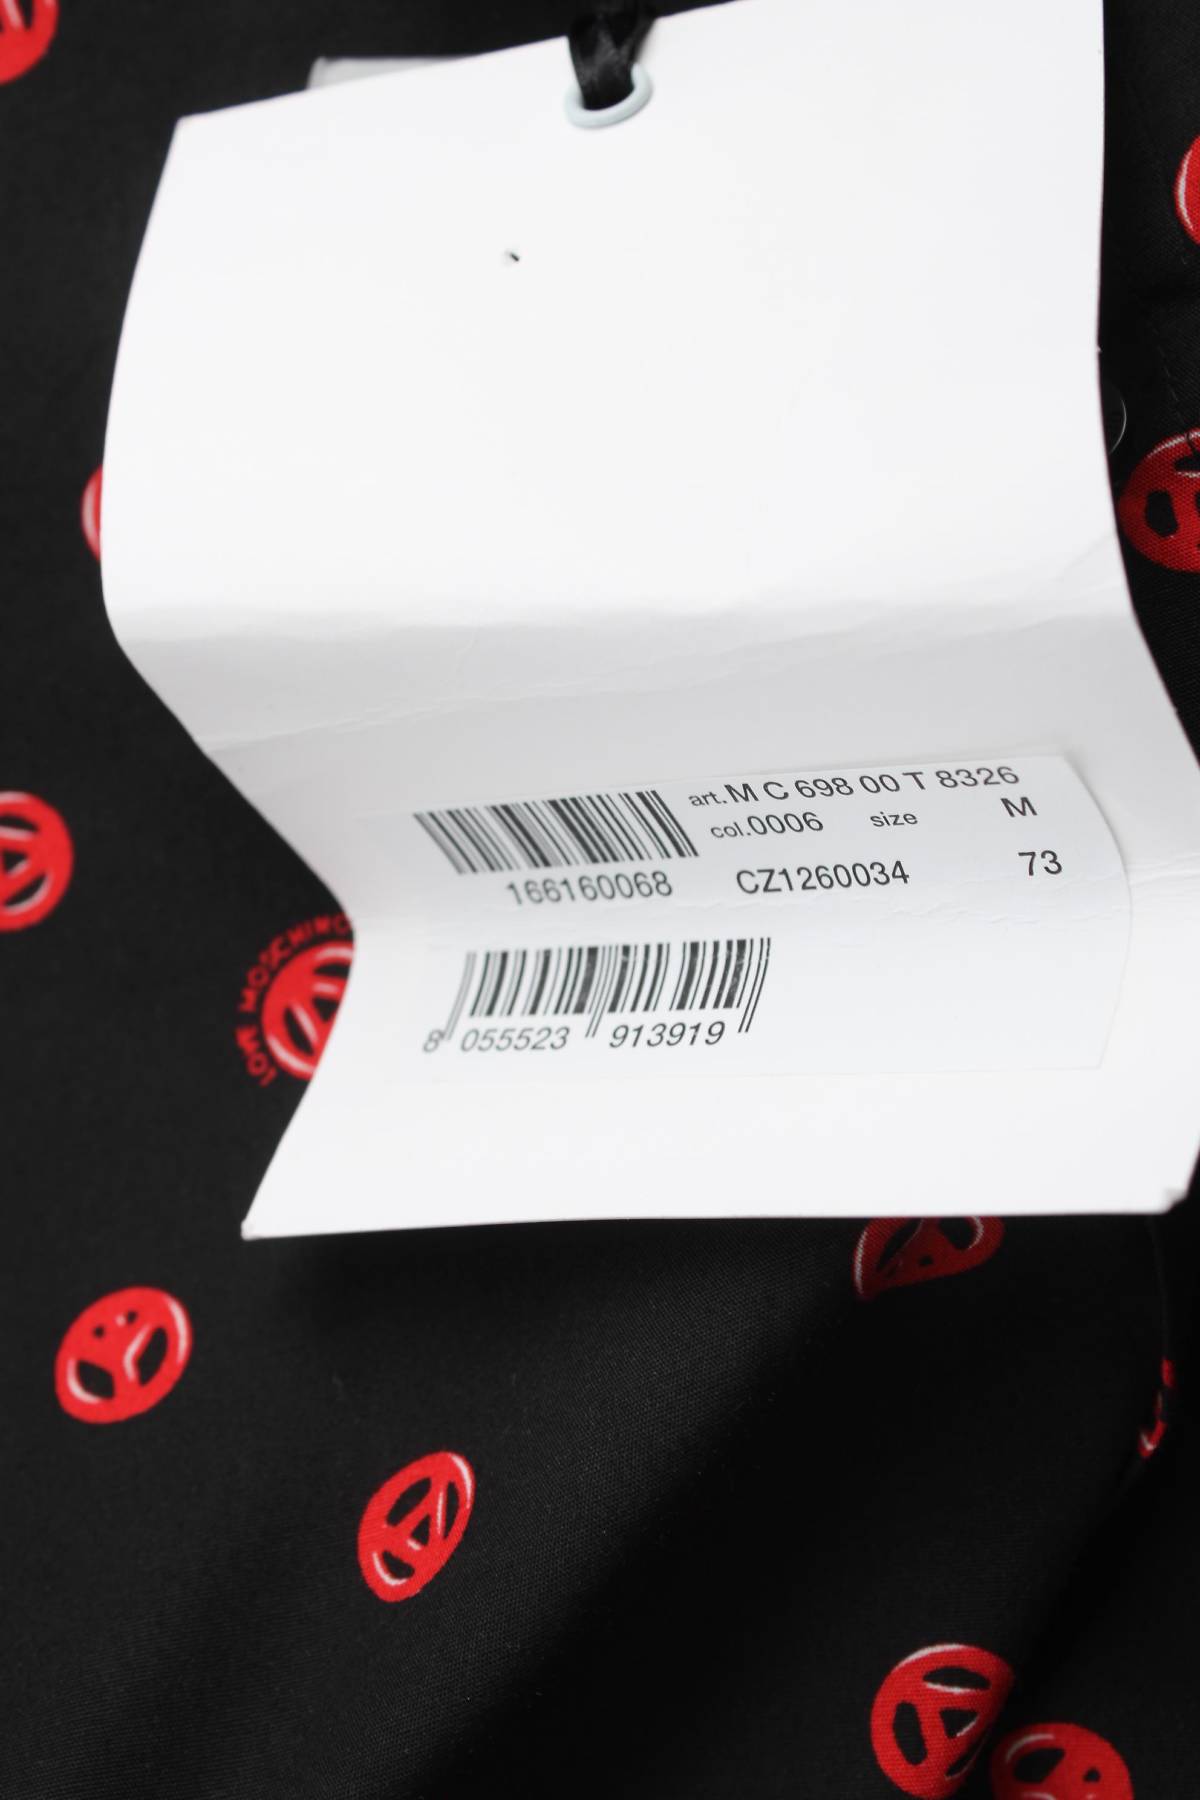 art. M C 698 00 T 8326
col. 0006 size M
166160068 CZ1260034 73
8 055523 913919
LOVE MOSCHINO